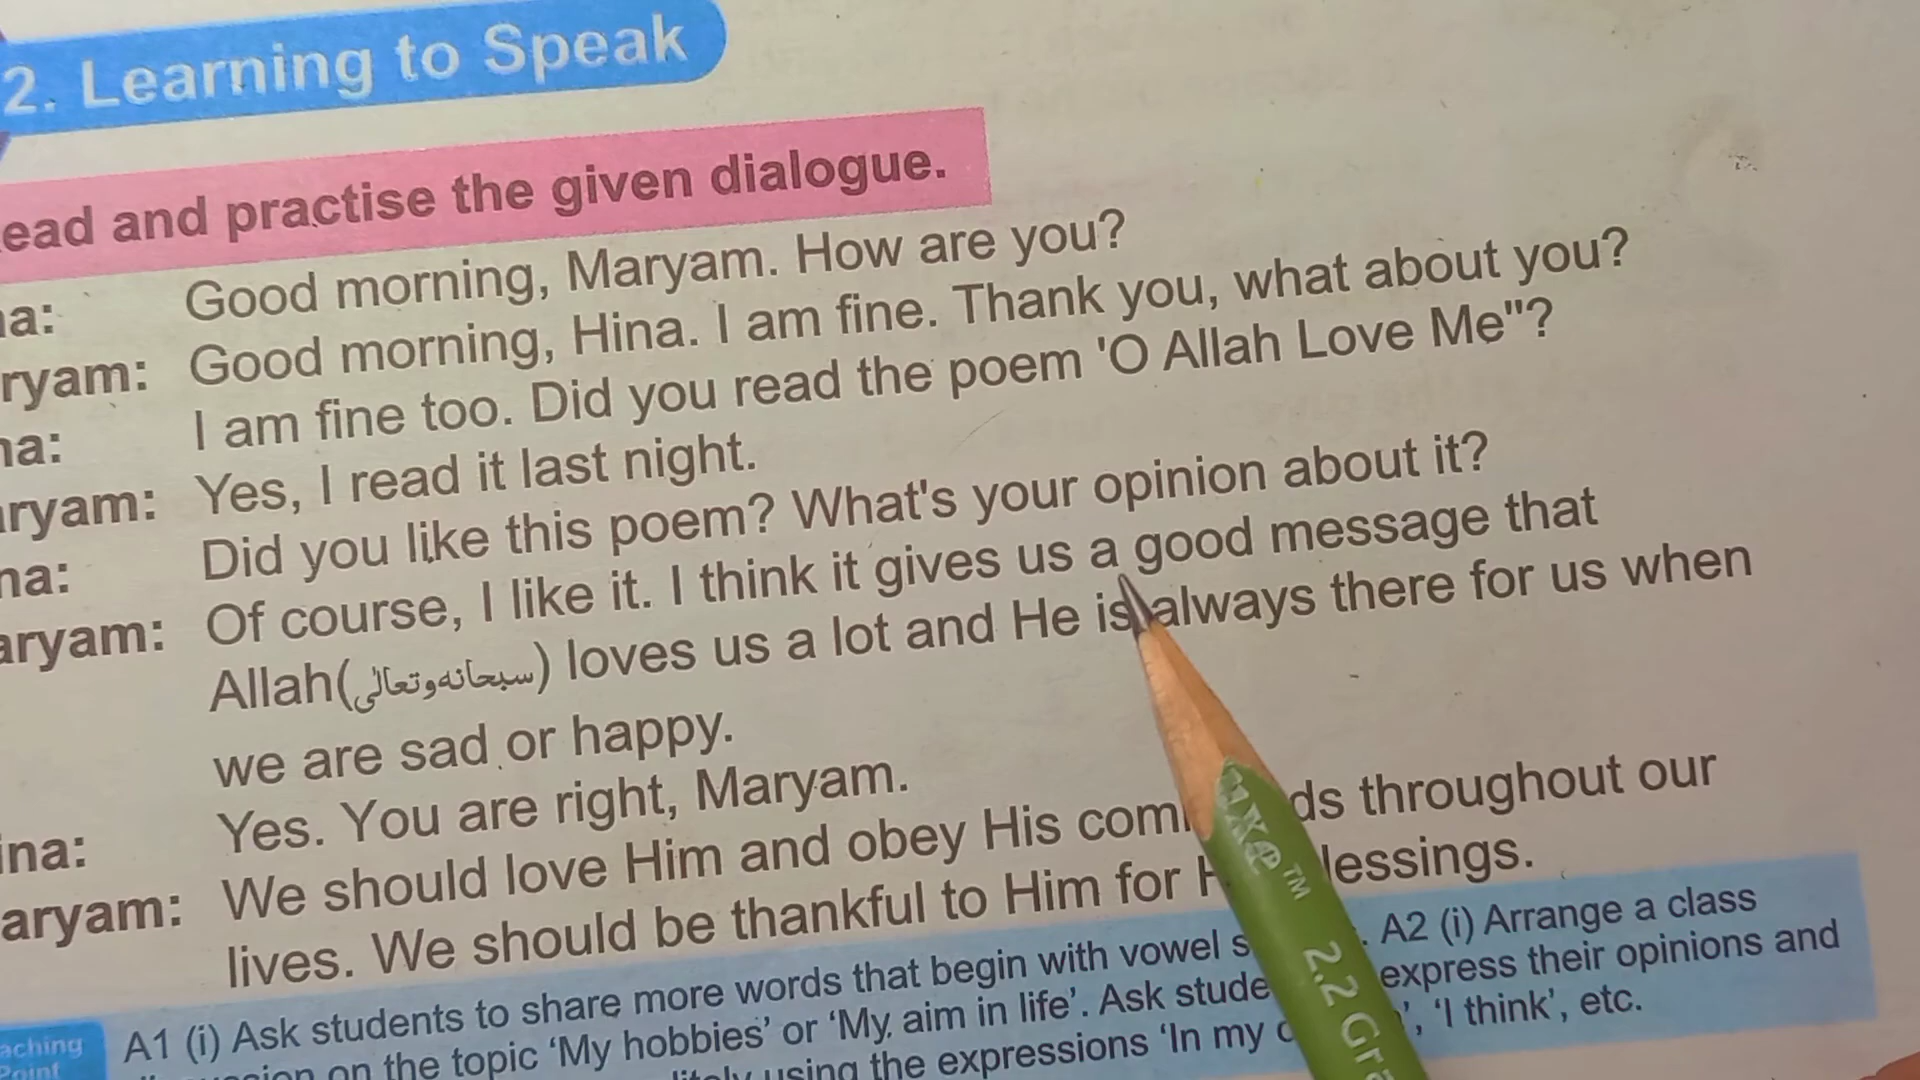 2. Learning to Speak
ead and practise the given dialogue.
na: Good morning, Maryam. How are you?
ryam: Good morning, Hina. I am fine. Thank you, what about you?
na: I am fine too. Did you read the poem 'O Allah Love Me"?
aryam: Yes, I read it last night.
na: Did you like this poem? What's your opinion about it?
aryam: Of course, I like it. I think it gives us a good message that
Allah(سبحانه وتعالى) loves us a lot and He is always there for us when
we are sad or happy.
ina: Yes. You are right, Maryam.
aryam: We should love Him and obey His com ds throughout our
lives. We should be thankful to Him for H lessings.
aching Point
A1 (i) Ask students to share more words that begin with vowel s . A2 (i) Arrange a class
on the topic ‘My hobbies’ or ‘My aim in life’. Ask stude express their opinions and
using the expressions ‘In my o ’, ‘I think’, etc.
™ 2.2 Gra